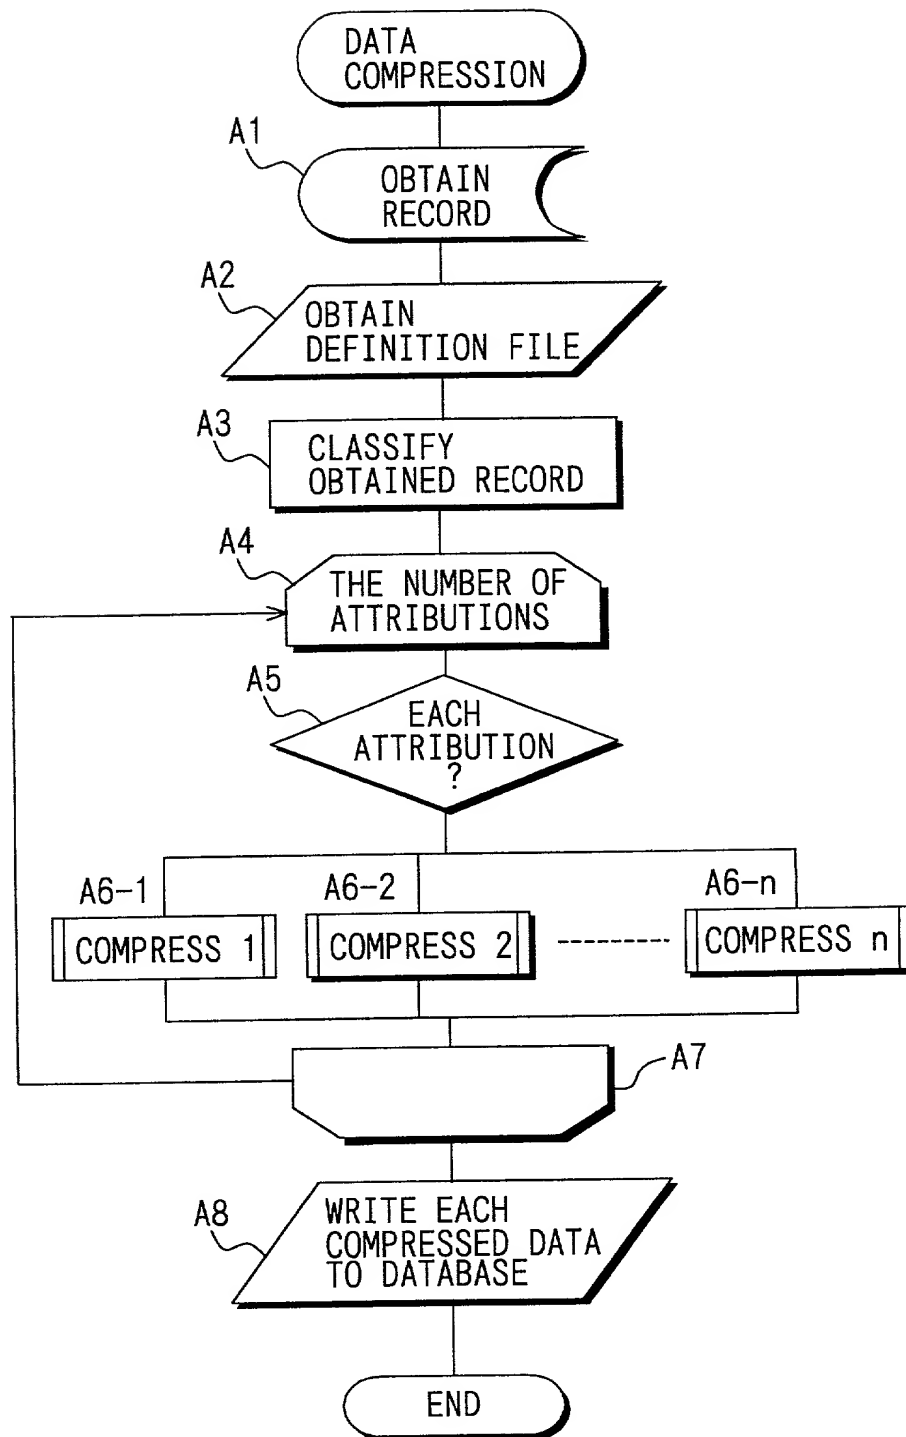 DATA
COMPRESSION
A1
OBTAIN
RECORD
A2
OBTAIN
DEFINITION FILE
A3
CLASSIFY
OBTAINED RECORD
A4
THE NUMBER OF
ATTRIBUTIONS
A5
EACH
ATTRIBUTION
?
A6-1
A6-2
A6-n
COMPRESS 1
COMPRESS 2
COMPRESS n
A7
A8
WRITE EACH
COMPRESSED DATA
TO DATABASE
END